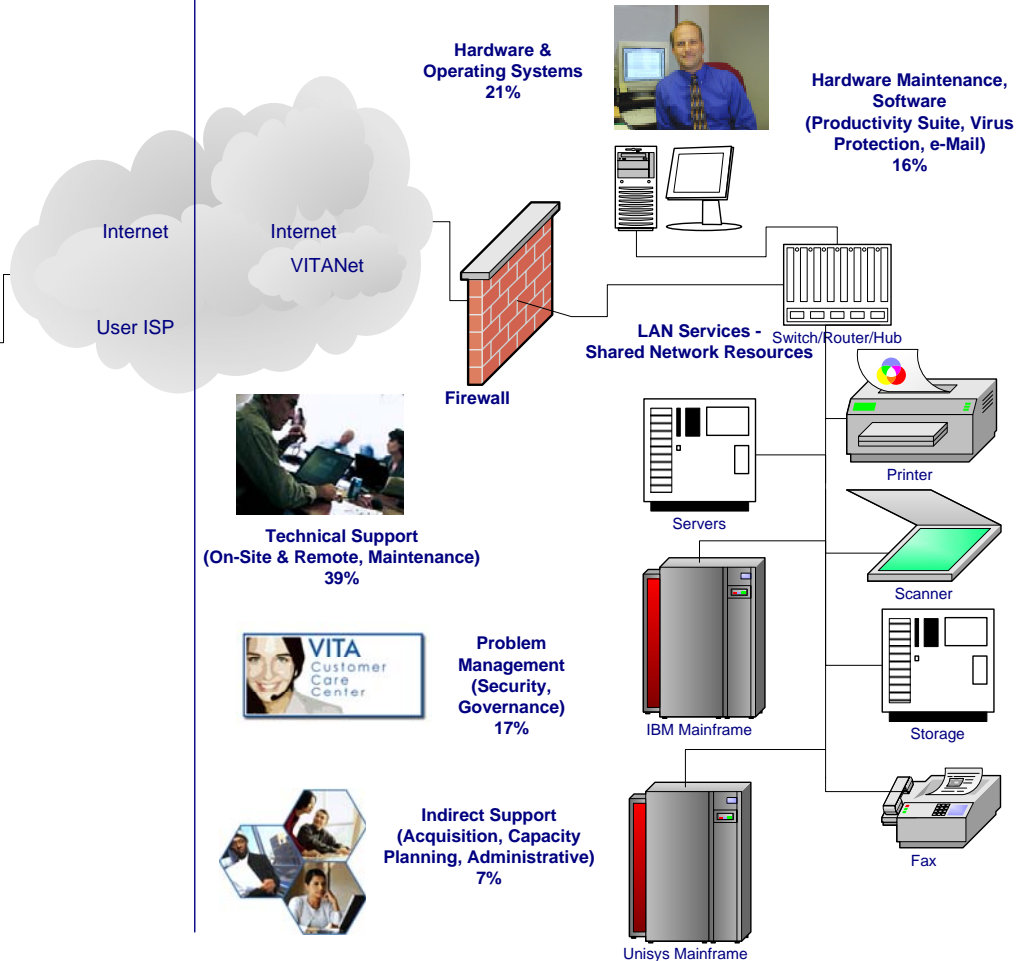 Hardware &
Operating Systems
21%
Hardware Maintenance,
Software
(Productivity Suite, Virus
Protection, e-Mail)
16%
Internet
Internet
VITANet
User ISP
Firewall
LAN Services -
Shared Network Resources
Switch/Router/Hub
Printer
Servers
Technical Support
(On-Site & Remote, Maintenance)
39%
Scanner
VITA
Customer
Care
Center
Problem
Management
(Security,
Governance)
17%
IBM Mainframe
Storage
Indirect Support
(Acquisition, Capacity
Planning, Administrative)
7%
Fax
Unisys Mainframe